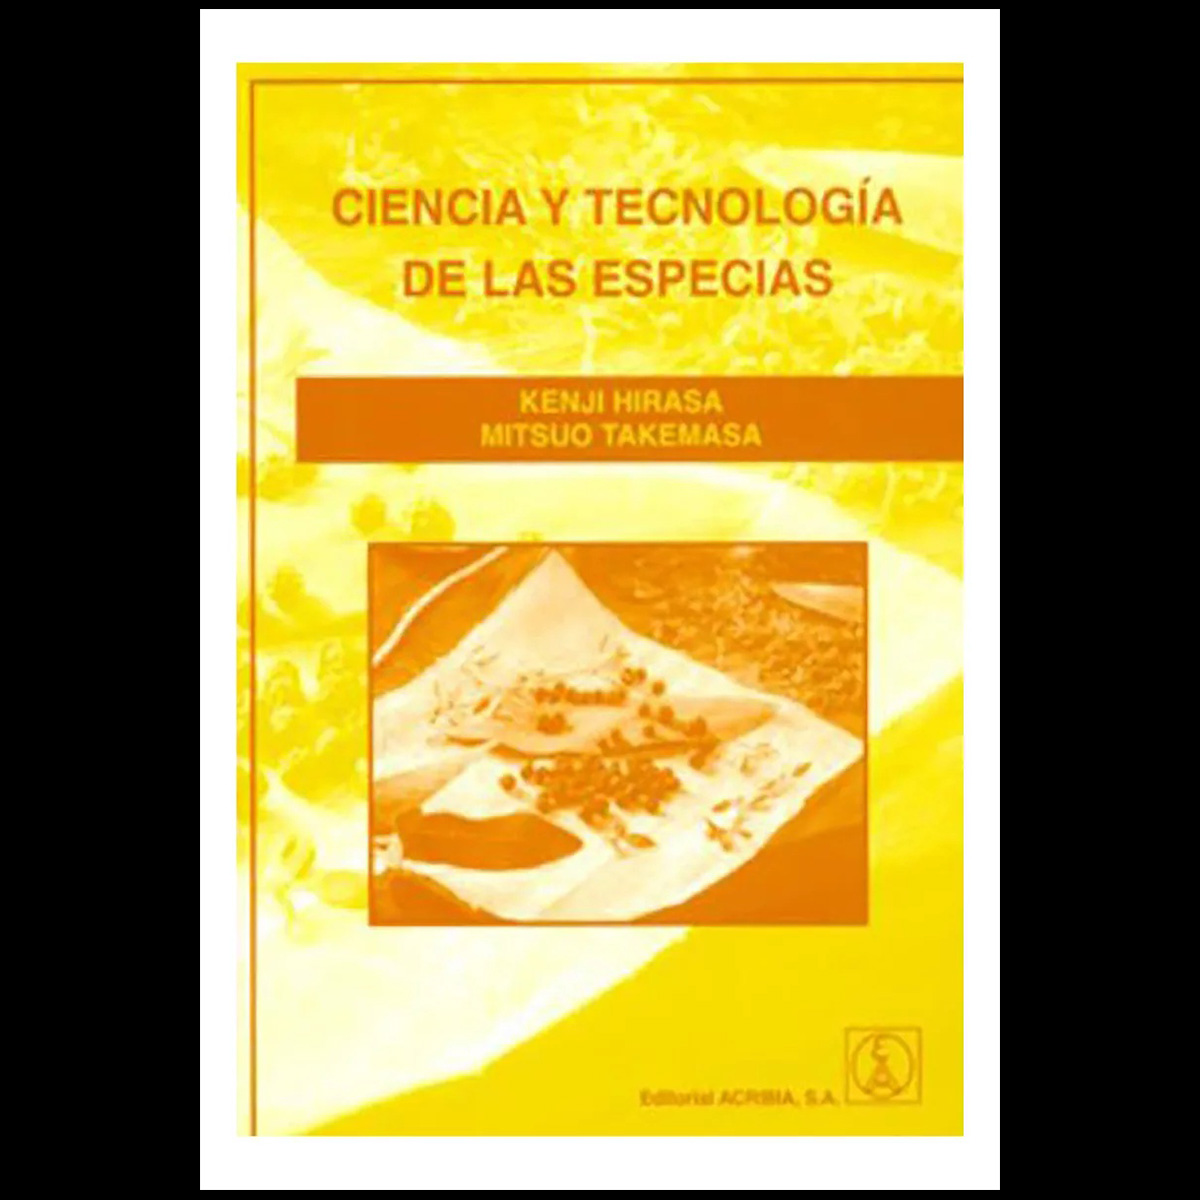 CIENCIA Y TECNOLOGÍA
DE LAS ESPECIAS
KENJI HIRASA
MITSUO TAKEMASA
Editorial ACRIBIA, S.A.